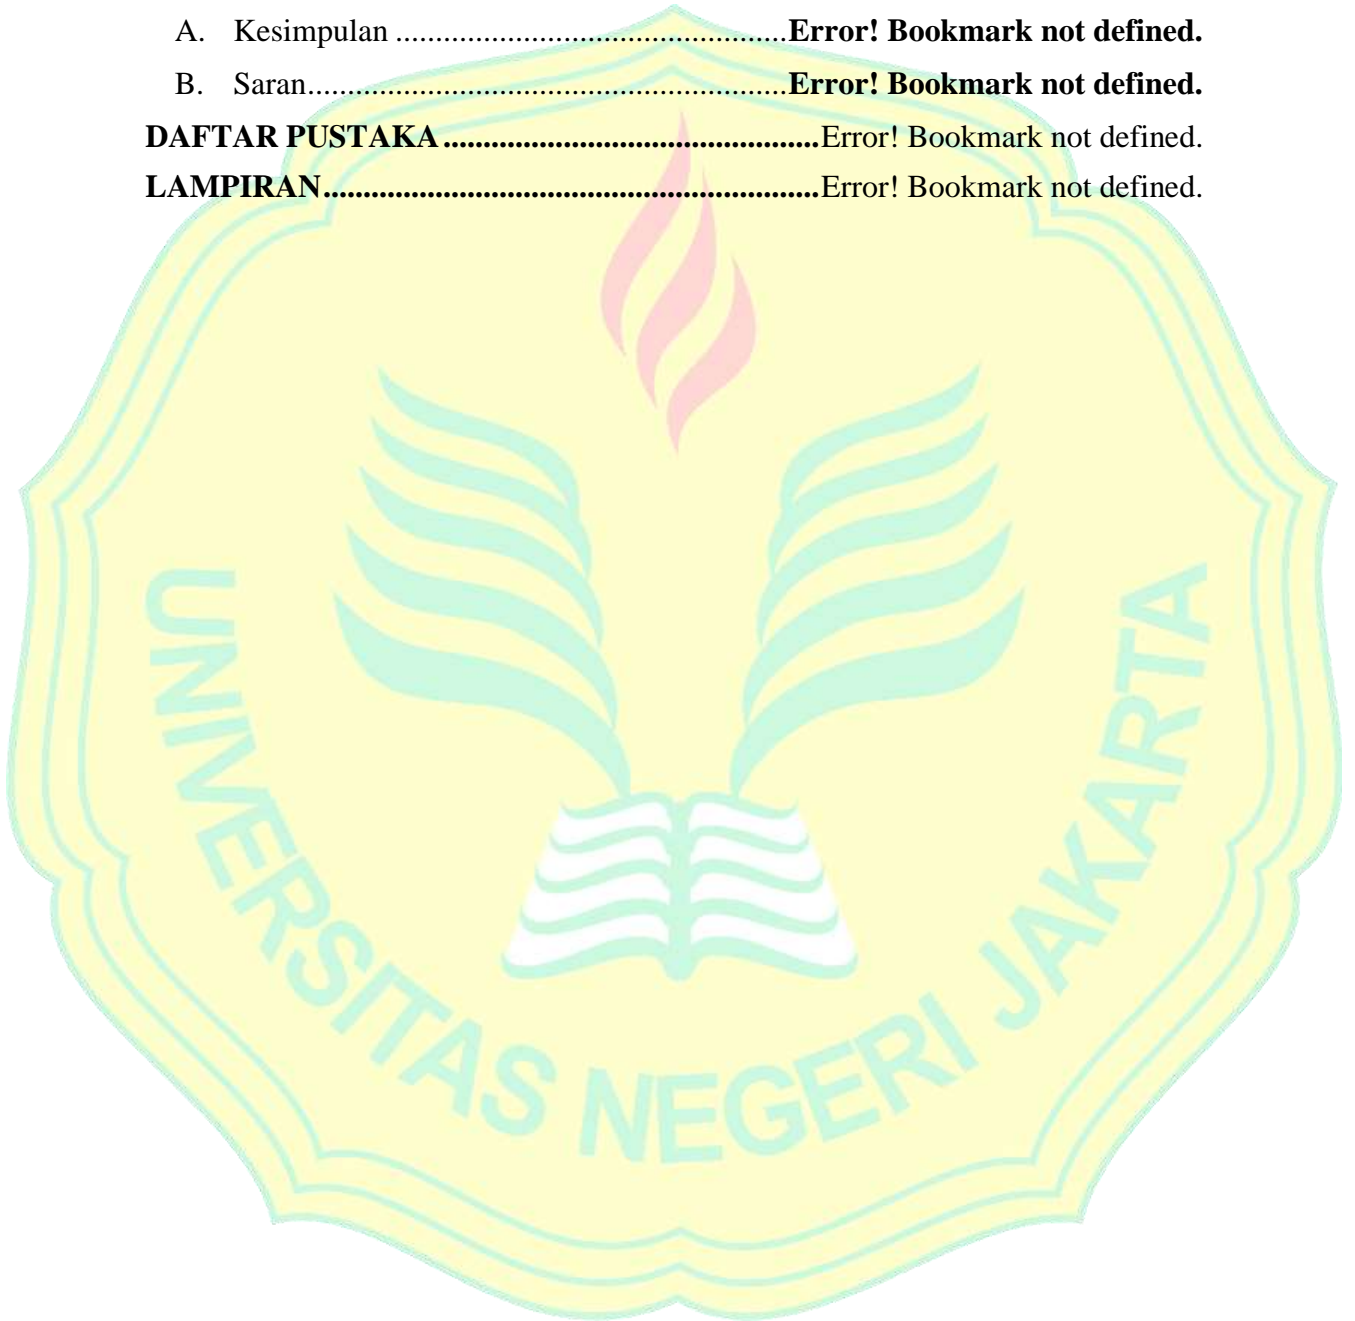 A. Kesimpulan .................................................Error! Bookmark not defined.
B. Saran............................................................Error! Bookmark not defined.
DAFTAR PUSTAKA ...............................................Error! Bookmark not defined.
LAMPIRAN..............................................................Error! Bookmark not defined.
UNIVERSITAS NEGERI JAKARTA